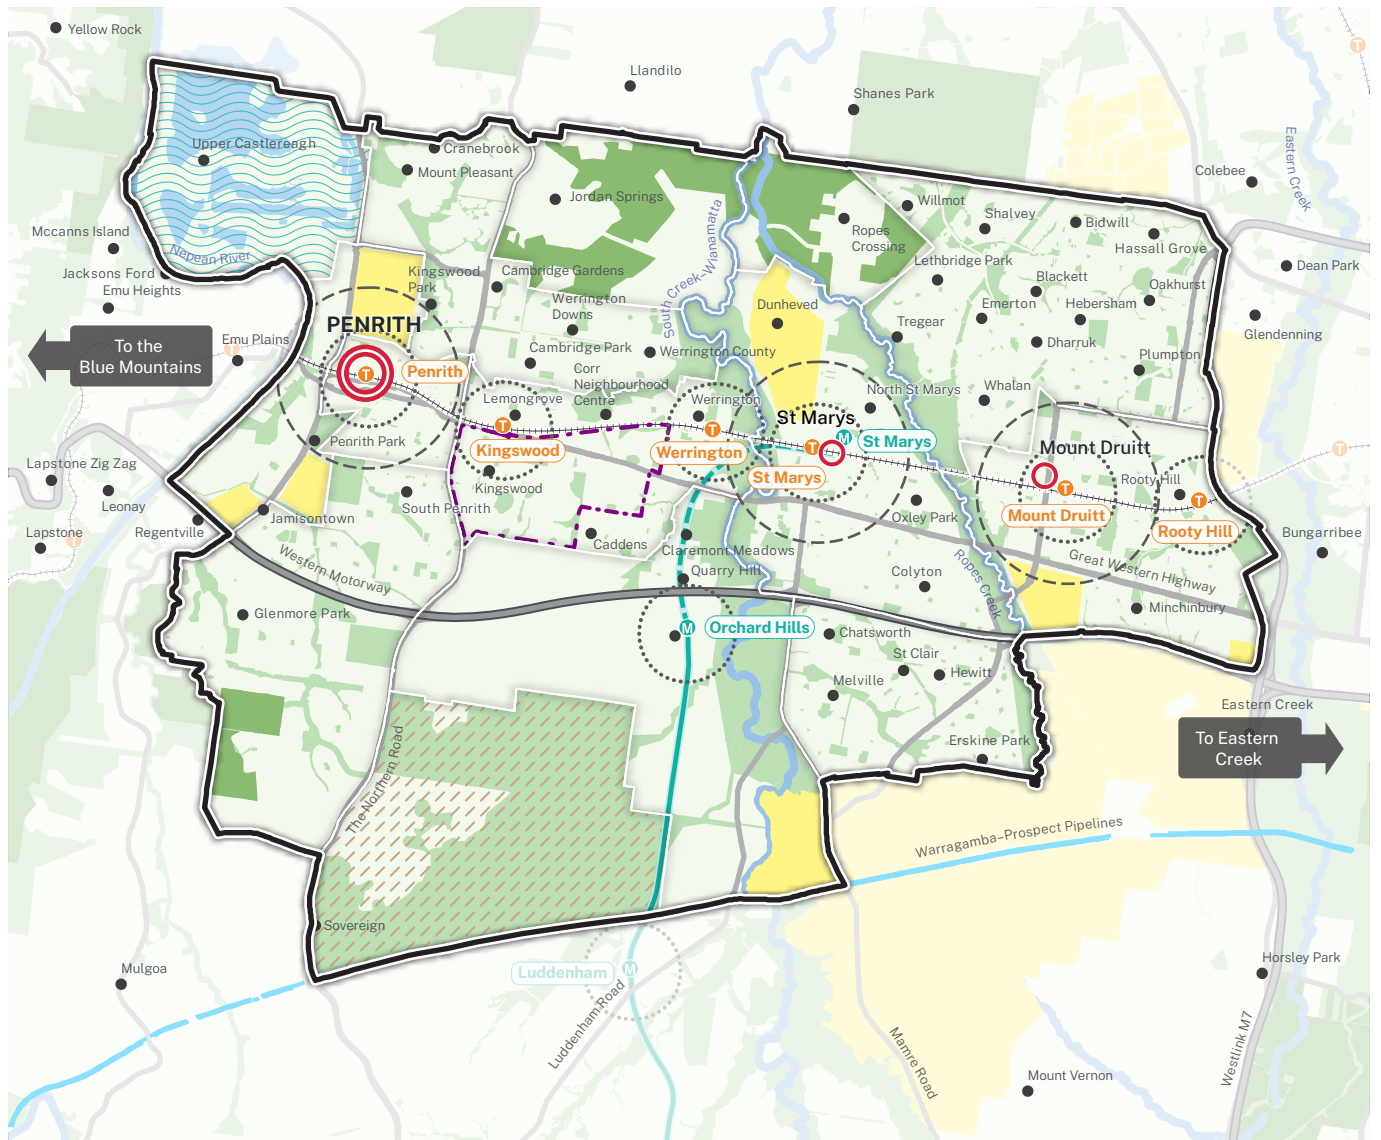 Yellow Rock
Llandilo
Shanes Park
Eastern Creek
Upper Castlereagh
Cranebrook
Mount Pleasant
Colebee
Jordan Springs
Willmot
Shalvey
Bidwill
Mccanns Island
Ropes
Crossing
Hassall Grove
Nepean River
South Creek–Wianamatta
Jacksons Ford
Emu Heights
Kingswood
Park
Cambridge Gardens
Lethbridge Park
Blackett
Dean Park
Oakhurst
Werrington
Downs
Dunheved
Emerton
Hebersham
PENRITH
Tregear
Glendenning
Emu Plains
T
To the
Blue Mountains
Cambridge Park
Werrington County
Dharruk
Plumpton
T
Penrith
Corr
Neighbourhood
Centre
Whalan
North St Marys
Lemongrove
Werrington
St Marys
T
T
M
St Marys
Penrith Park
Kingswood
Werrington
T
St Marys
Mount Druitt
T
Lapstone Zig Zag
Kingswood
Rooty Hill
T
T
Leonay
South Penrith
Oxley Park
Mount Druitt
Rooty Hill
Jamisontown
Lapstone
T
Regentville
Caddens
Claremont Meadows
Bungarribee
Western Motorway
Quarry Hill
Ropes Creek
Great Western Highway
Colyton
Glenmore Park
Minchinbury
M
Orchard Hills
Chatsworth
St Clair
Hewitt
Melville
Eastern Creek
The Northern Road
Erskine Park
To Eastern
Creek
Warragamba–Prospect Pipelines
Sovereign
Mulgoa
Luddenham
M
Horsley Park
Luddenham Road
Mamre Road
Westlink M7
Mount Vernon
T